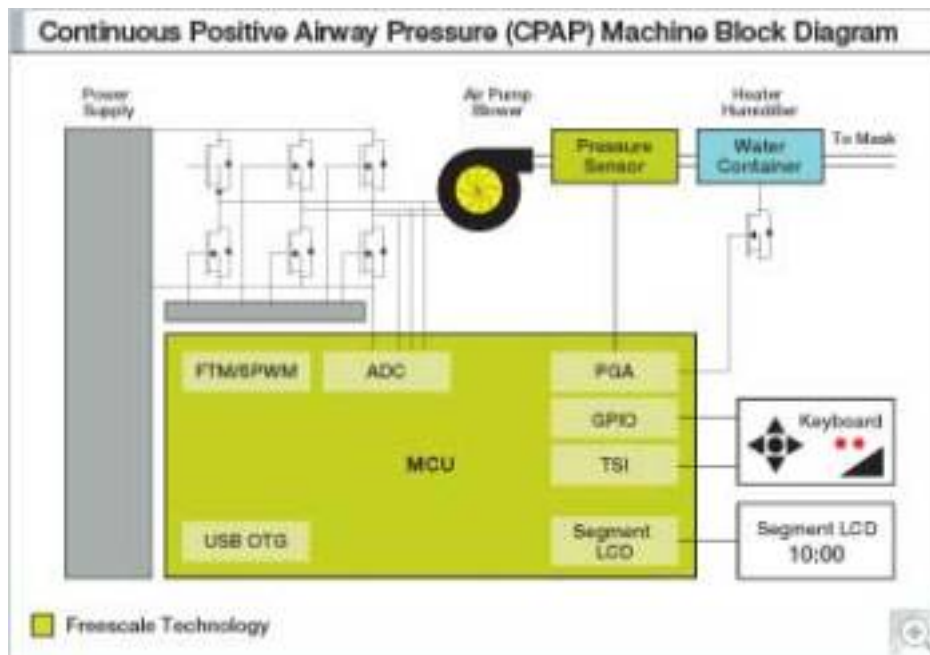 Continuous Positive Airway Pressure (CPAP) Machine Block Diagram
Power
Supply
Air Pump
Blower
Heater
Humidifier
Pressure
Sensor
Water
Container
To Mask
FTM/SPWM
ADC
PGA
GPIO
TSI
MCU
Keyboard
USB OTG
Segment
LCD
Segment LCD
10:00
Freescale Technology